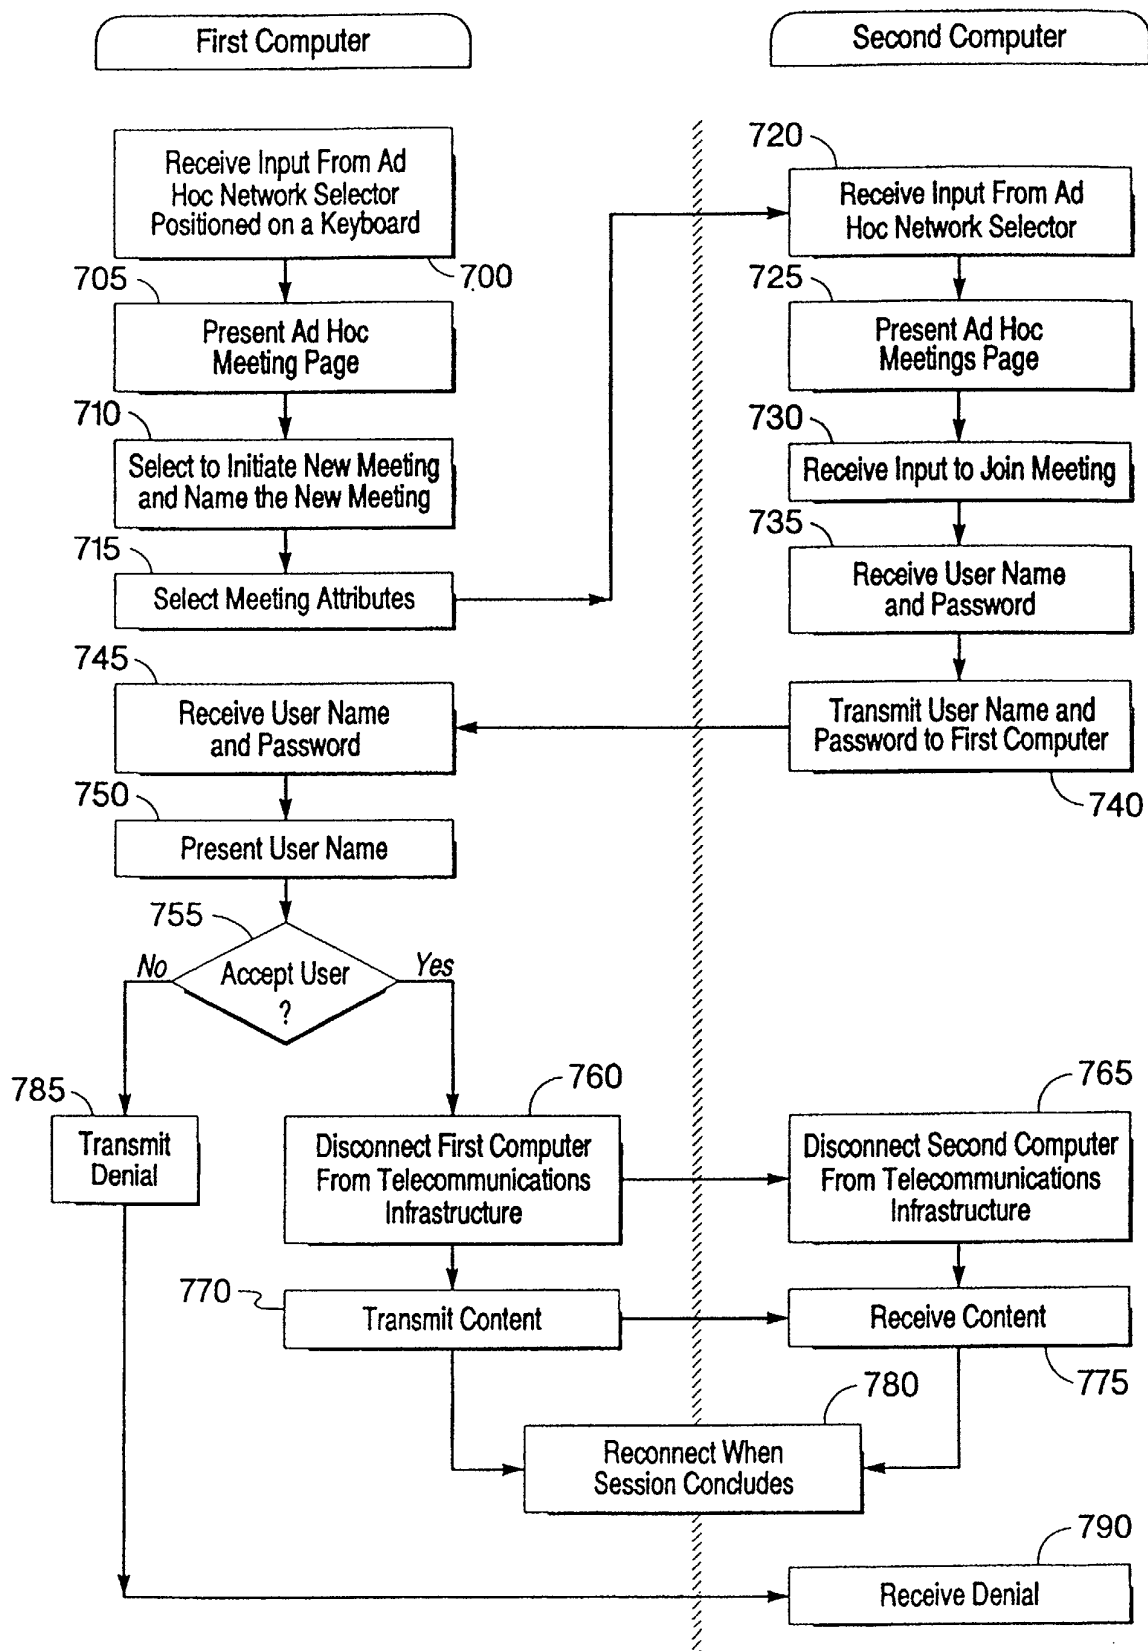 First Computer
Second Computer
Receive Input From Ad
Hoc Network Selector
Positioned on a Keyboard
700
705
Present Ad Hoc
Meeting Page
710
Select to Initiate New Meeting
and Name the New Meeting
715
Select Meeting Attributes
720
Receive Input From Ad
Hoc Network Selector
725
Present Ad Hoc
Meetings Page
730
Receive Input to Join Meeting
735
Receive User Name
and Password
Transmit User Name and
Password to First Computer
740
745
Receive User Name
and Password
750
Present User Name
755
Accept User
?
No
Yes
785
Transmit
Denial
760
Disconnect First Computer
From Telecommunications
Infrastructure
765
Disconnect Second Computer
From Telecommunications
Infrastructure
770
Transmit Content
Receive Content
775
780
Reconnect When
Session Concludes
790
Receive Denial